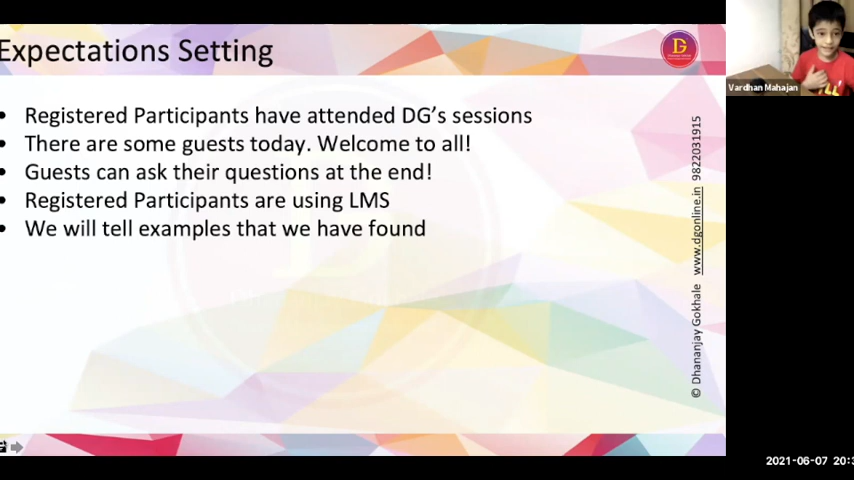 Expectations Setting
Registered Participants have attended DG's sessions
There are some guests today. Welcome to all!
Guests can ask their questions at the end!
Registered Participants are using LMS
We will tell examples that we have found
© Dhananjay Gokhale www.dgonline.in 9822031915
D
Vardhan Mahajan
2021-06-07 20:3